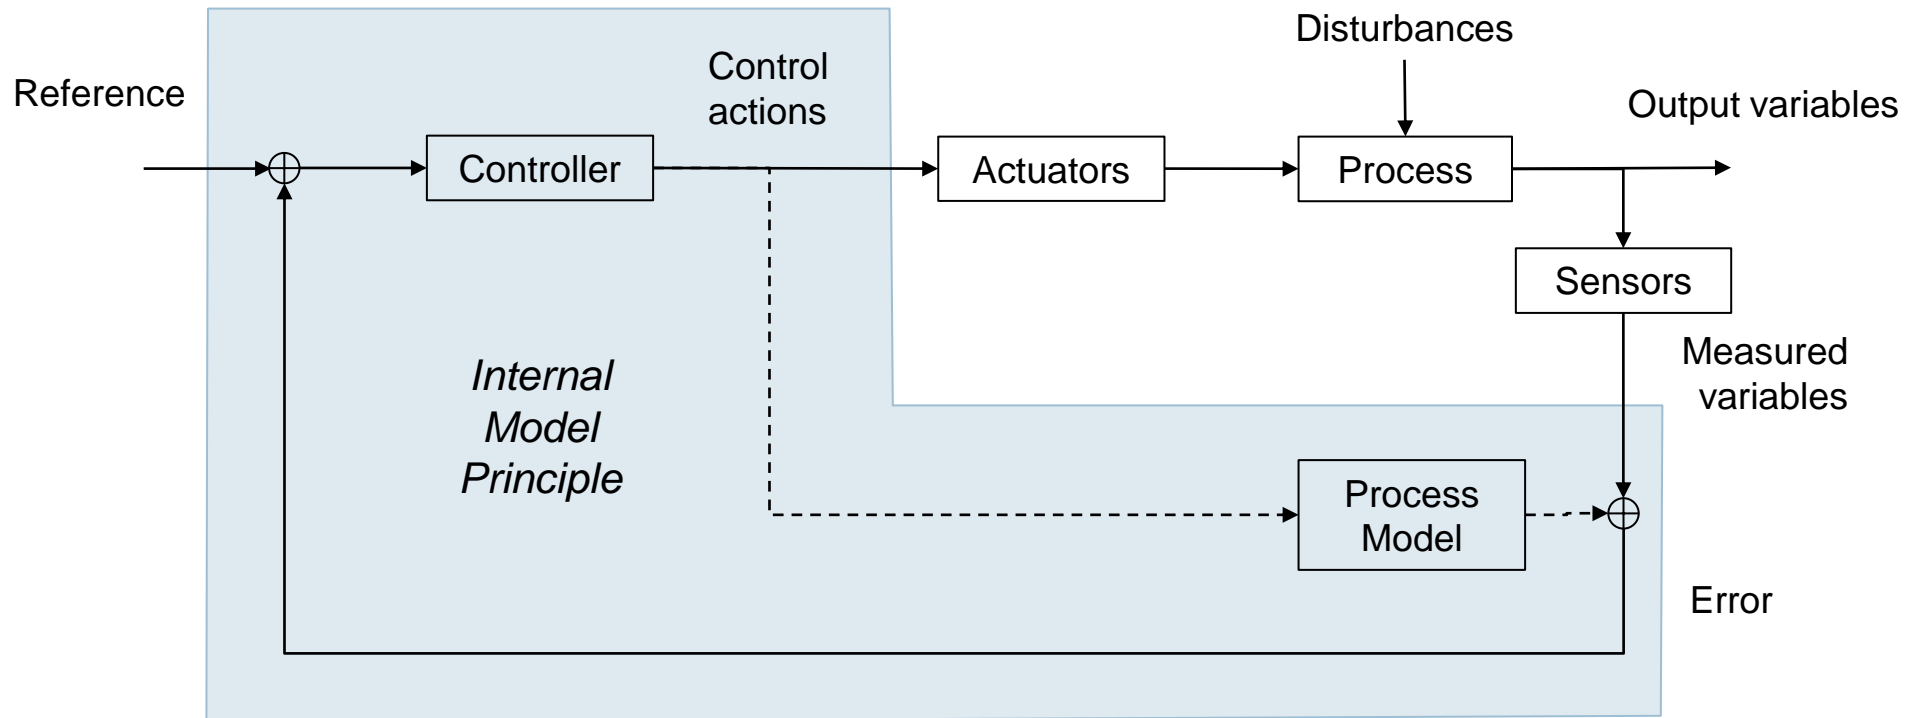 Disturbances
Reference
Control
actions
Output variables
Controller
Actuators
Process
Sensors
Measured
variables
Internal
Model
Principle
Process
Model
Error